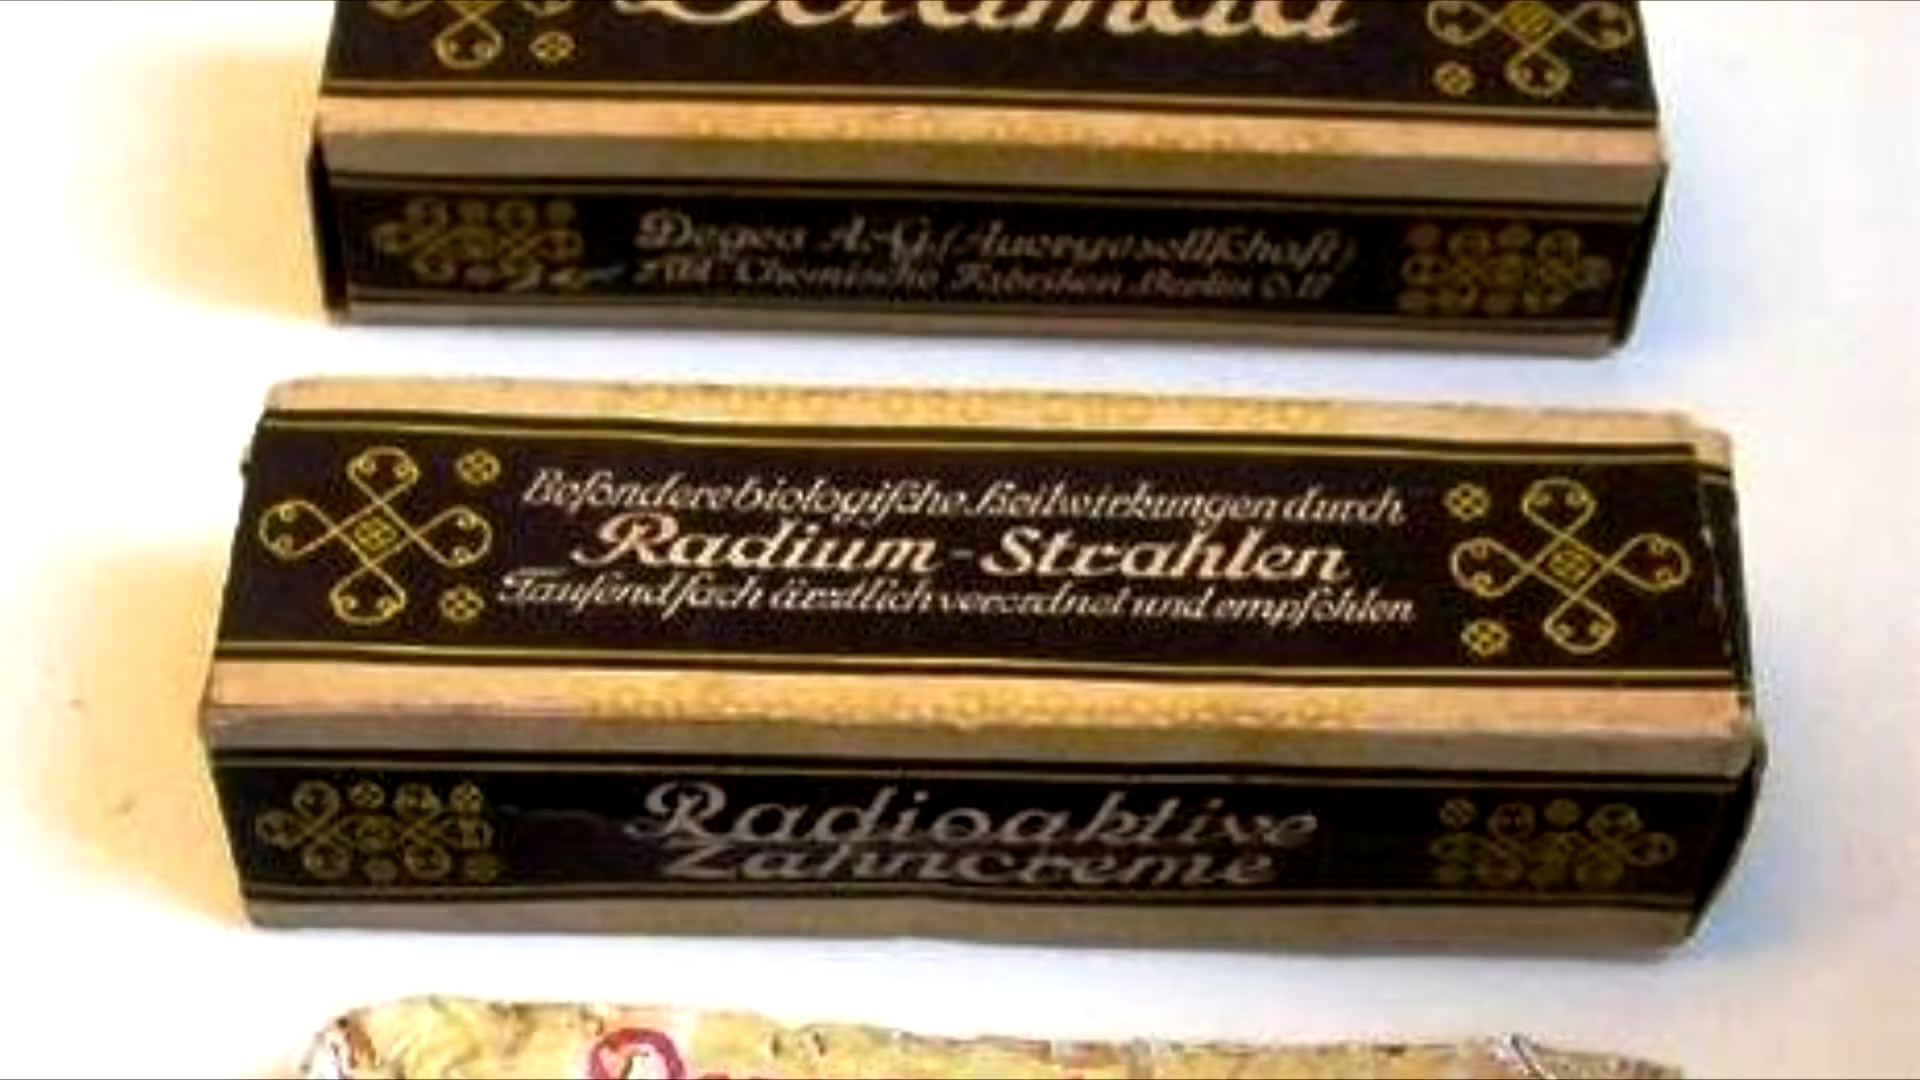 Doramad
Degea A.G. (Auergesellschaft)
Abt. Chemische Fabriken Berlin O.17
Besondere biologische Heilwirkungen durch
Radium-Strahlen
Tausendfach ärztlich verordnet und empfohlen
Radioaktive
Zahncreme